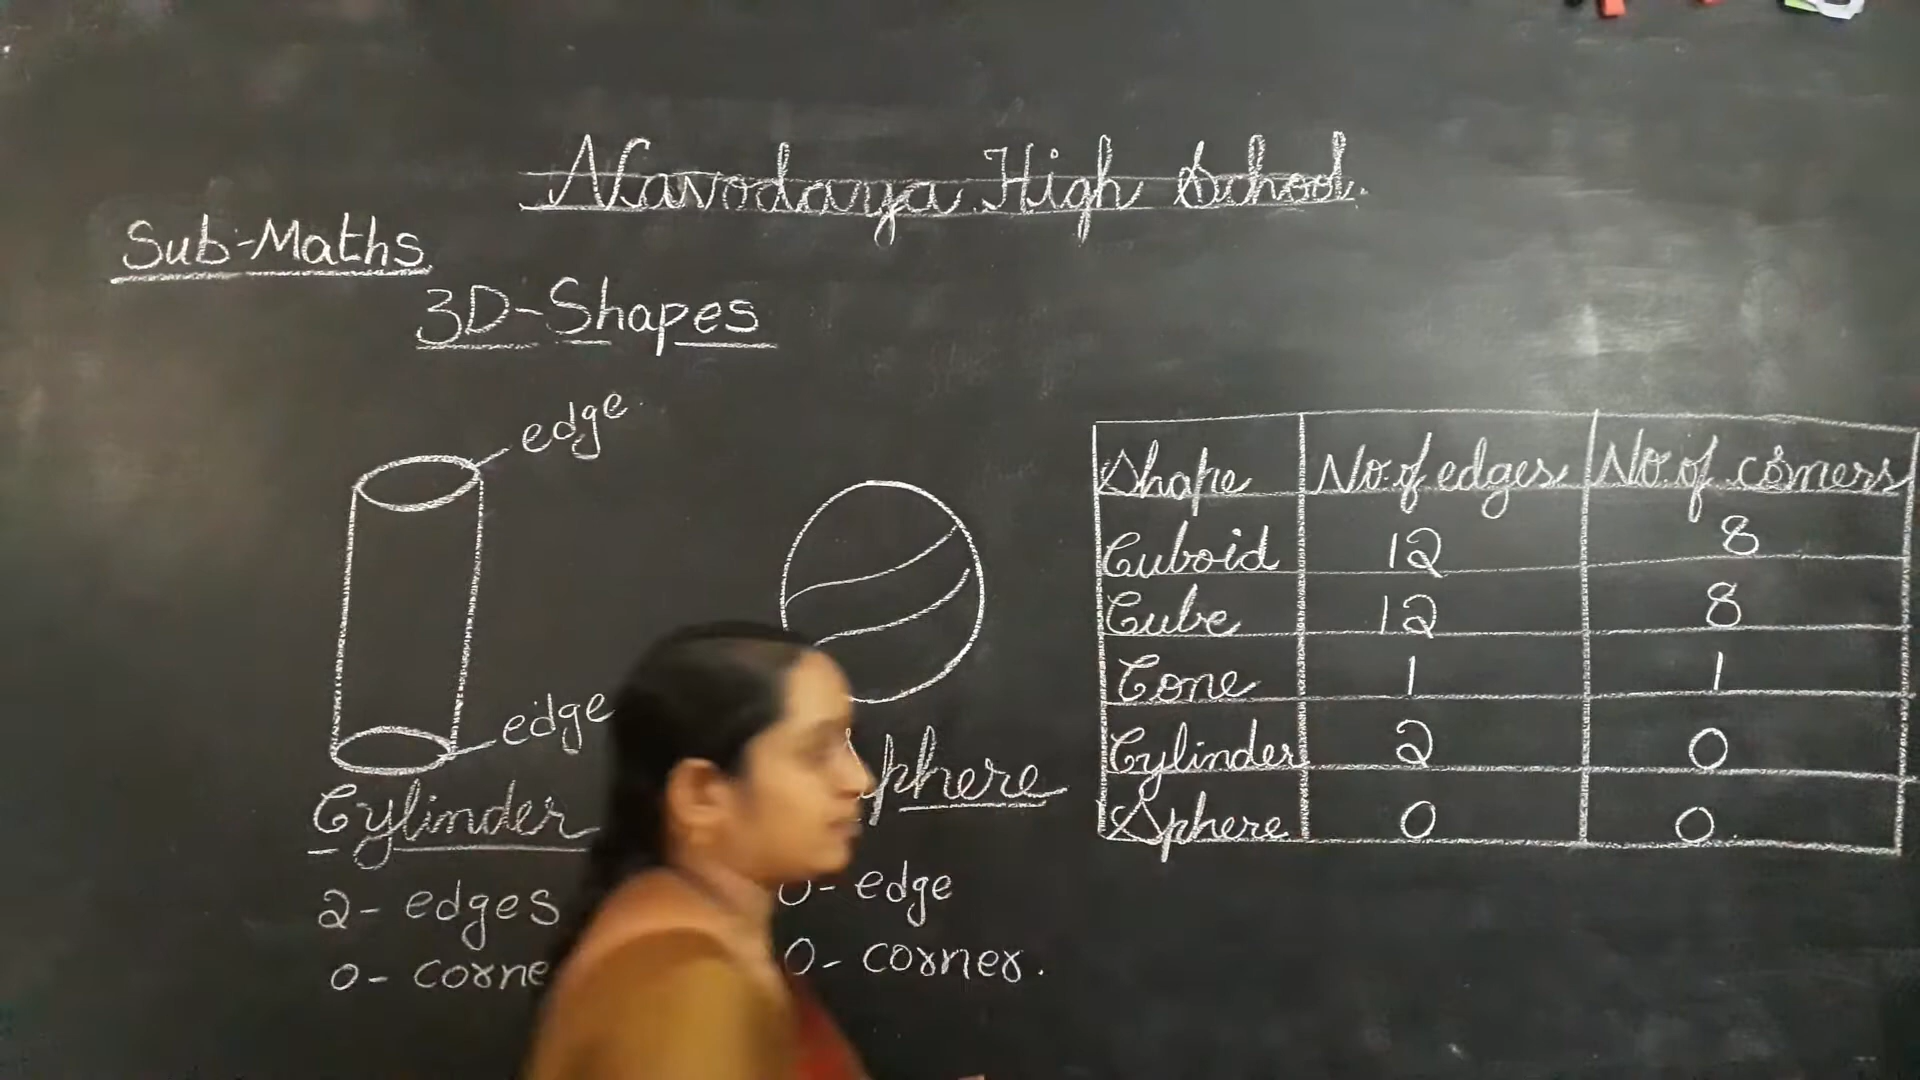 Navodaya High School.
Sub-Maths
3D-Shapes
edge
edge
Cylinder
2- edges
0- corne
phere
0- edge
0- corner.
Shape No. of edges No. of corners
Cuboid 12 8
Cube 12 8
Cone 1 1
Cylinder 2 0
Sphere 0 0